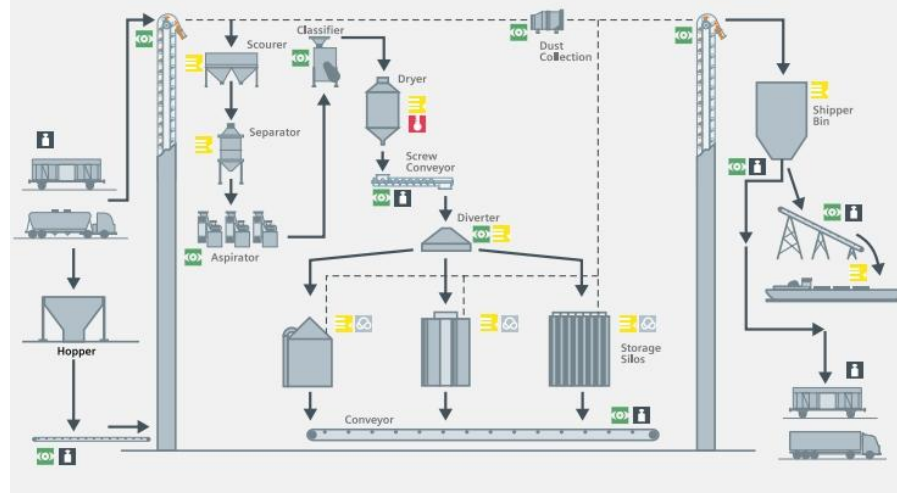 Classifier
Scourer
Dust
Collection
Dryer
Shipper
Bin
Separator
Screw
Conveyor
Diverter
Aspirator
Hopper
Storage
Silos
Conveyor